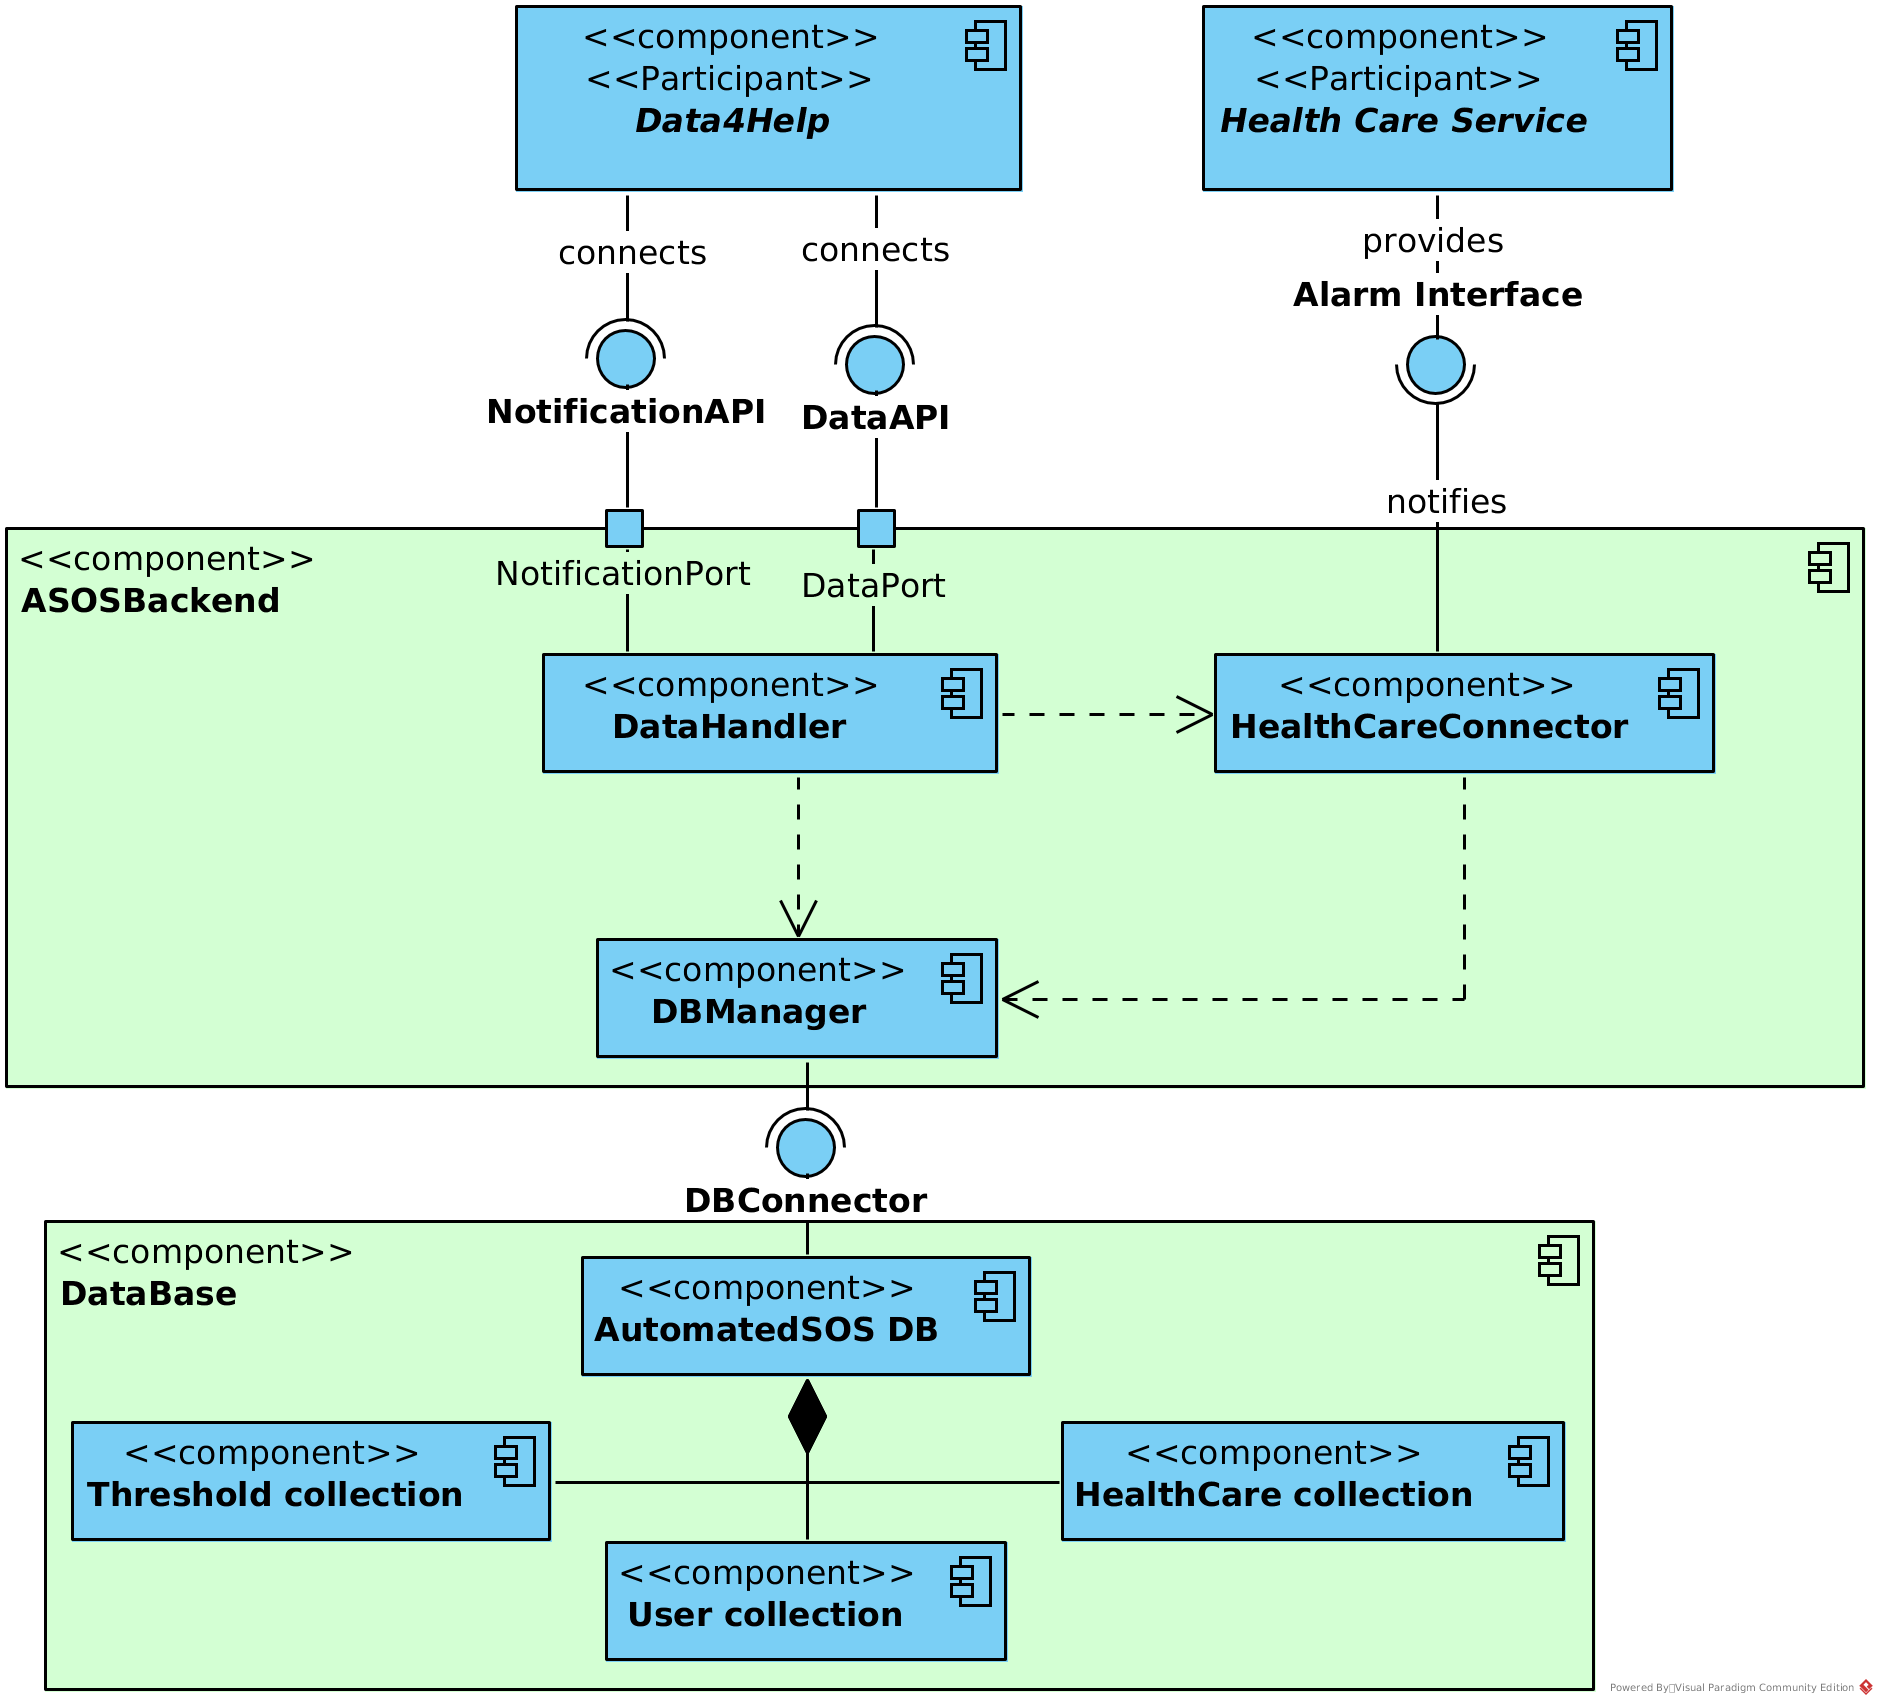 <<component>>
<<Participant>>
Data4Help
<<component>>
<<Participant>>
Health Care Service
connects
connects
provides
Alarm Interface
NotificationAPI
DataAPI
notifies
<<component>>
ASOSBackend
NotificationPort
DataPort
<<component>>
DataHandler
<<component>>
HealthCareConnector
<<component>>
DBManager
DBConnector
<<component>>
DataBase
<<component>>
AutomatedSOS DB
<<component>>
Threshold collection
<<component>>
HealthCare collection
<<component>>
User collection
Powered By Visual Paradigm Community Edition